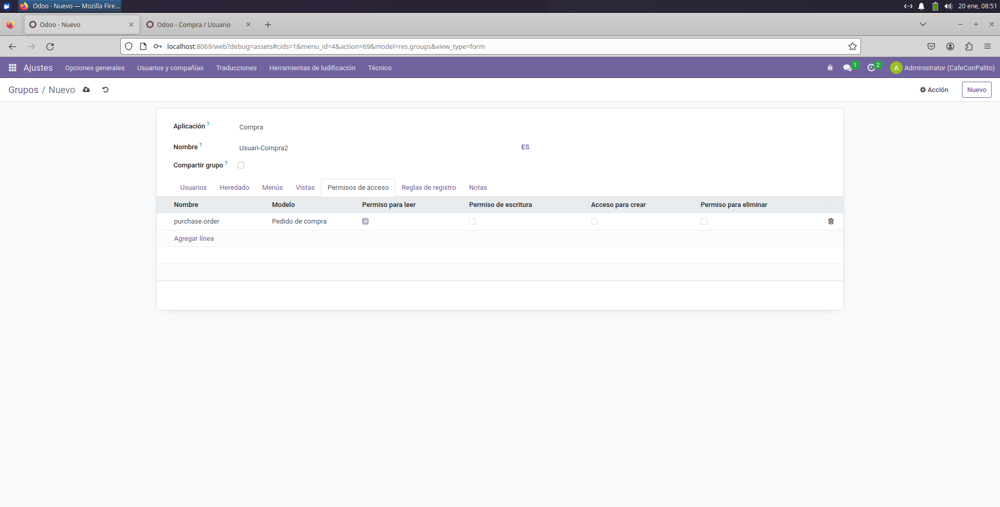 Odoo - Nuevo — Mozilla Fire...
20 ene, 08:51
Odoo - Nuevo
Odoo - Compra / Usuario
localhost:8069/web?debug=assets#cids=1&menu_id=4&action=69&model=res.groups&view_type=form
Ajustes Opciones generales Usuarios y compañías Traducciones Herramientas de ludificación Técnico 1 2 A Administrator (CafeConPalito)
Grupos / Nuevo Acción Nuevo
Aplicación ? Compra
Nombre ? Usuari-Compra2 ES
Compartir grupo ?
Usuarios Heredado Menús Vistas Permisos de acceso Reglas de registro Notas
Nombre Modelo Permiso para leer Permiso de escritura Acceso para crear Permiso para eliminar
purchase.order Pedido de compra
Agregar línea